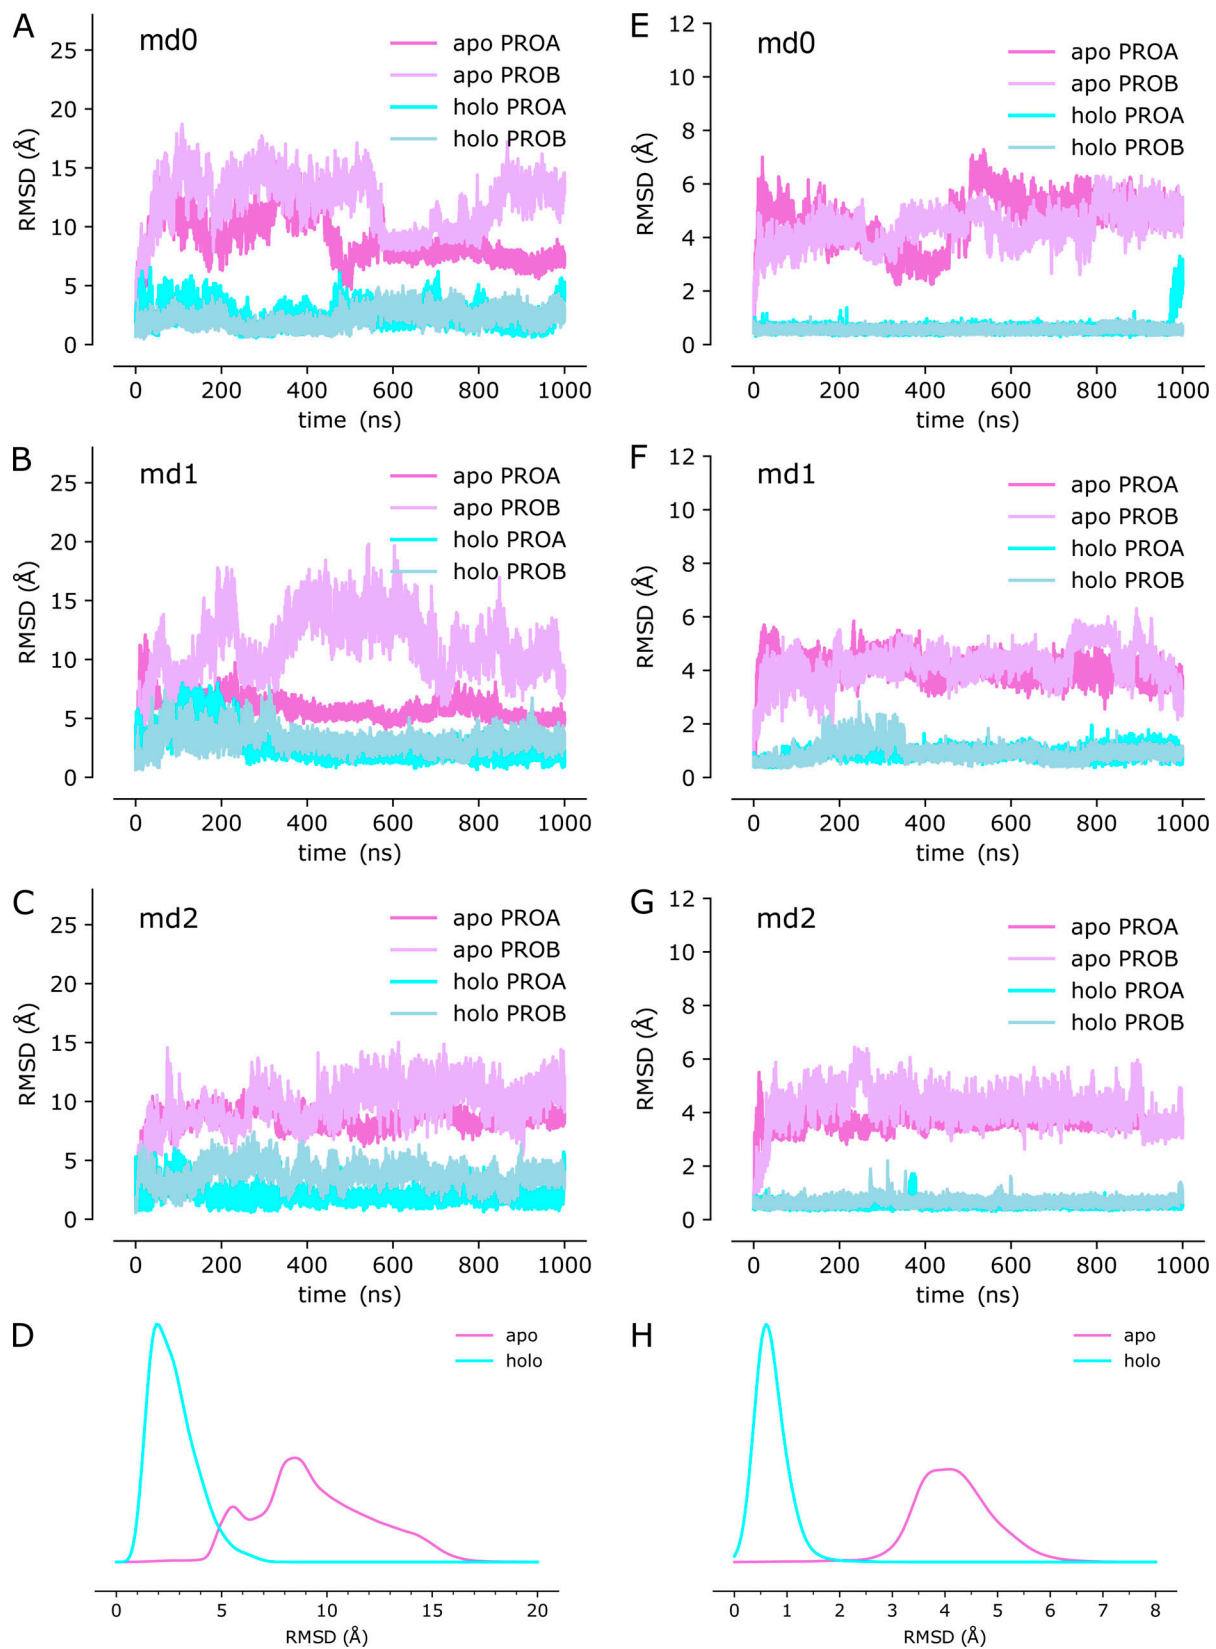 A
md0
25
20
15
10
5
0
RMSD (Å)
apo PROA
apo PROB
holo PROA
holo PROB
0 200 400 600 800 1000
time (ns)
E
md0
12
10
8
6
4
2
0
RMSD (Å)
apo PROA
apo PROB
holo PROA
holo PROB
0 200 400 600 800 1000
time (ns)
B
md1
25
20
15
10
5
0
RMSD (Å)
apo PROA
apo PROB
holo PROA
holo PROB
0 200 400 600 800 1000
time (ns)
F
md1
12
10
8
6
4
2
0
RMSD (Å)
apo PROA
apo PROB
holo PROA
holo PROB
0 200 400 600 800 1000
time (ns)
C
md2
25
20
15
10
5
0
RMSD (Å)
apo PROA
apo PROB
holo PROA
holo PROB
0 200 400 600 800 1000
time (ns)
G
md2
12
10
8
6
4
2
0
RMSD (Å)
apo PROA
apo PROB
holo PROA
holo PROB
0 200 400 600 800 1000
time (ns)
D
apo
holo
0 5 10 15 20
RMSD (Å)
H
apo
holo
0 1 2 3 4 5 6 7 8
RMSD (Å)